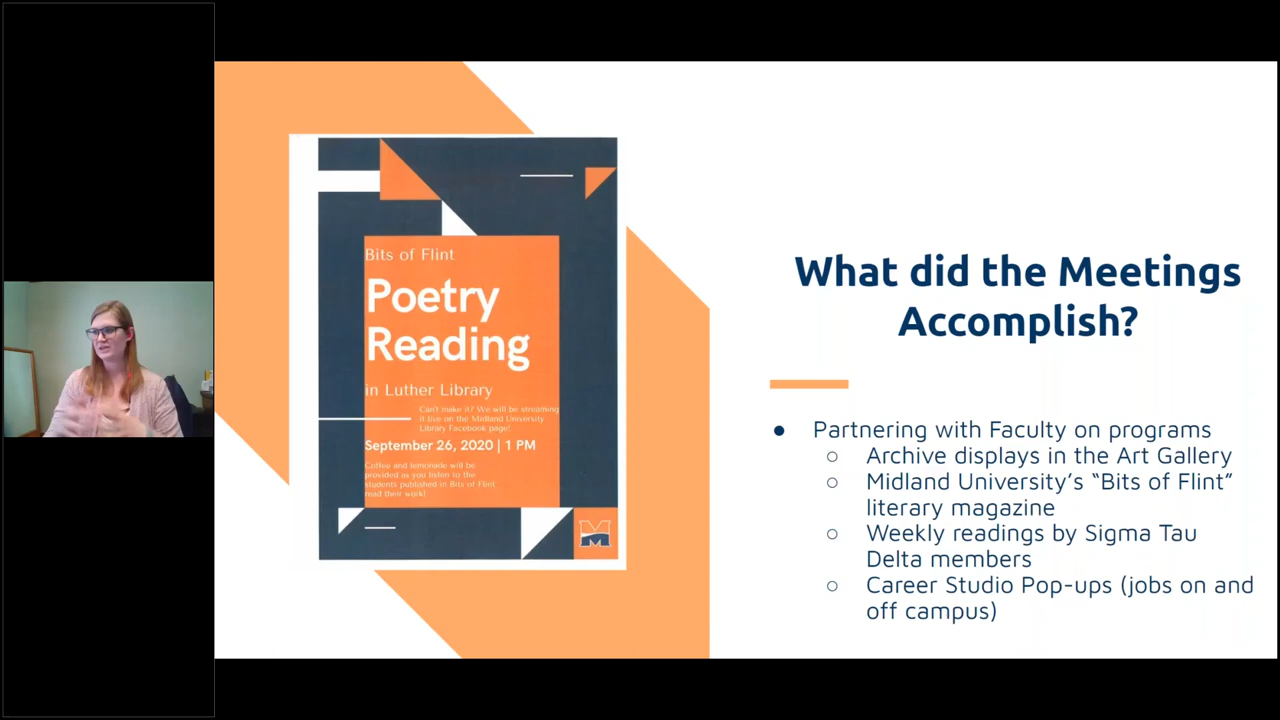 Bits of Flint
Poetry
Reading
in Luther Library
Can't make it? We will be streaming
it live on the Midland University
Library Facebook page!
September 26, 2020 | 1 PM
Coffee and lemonade will be
provided as you listen to the
students published in Bits of Flint
read their work!
M
What did the Meetings
Accomplish?
● Partnering with Faculty on programs
○ Archive displays in the Art Gallery
○ Midland University’s “Bits of Flint”
literary magazine
○ Weekly readings by Sigma Tau
Delta members
○ Career Studio Pop-ups (jobs on and
off campus)